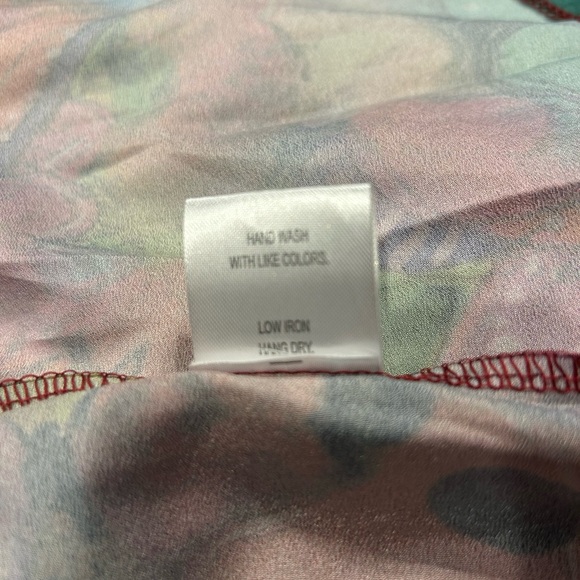 HAND WASH
WITH LIKE COLORS.
LOW IRON
HANG DRY.